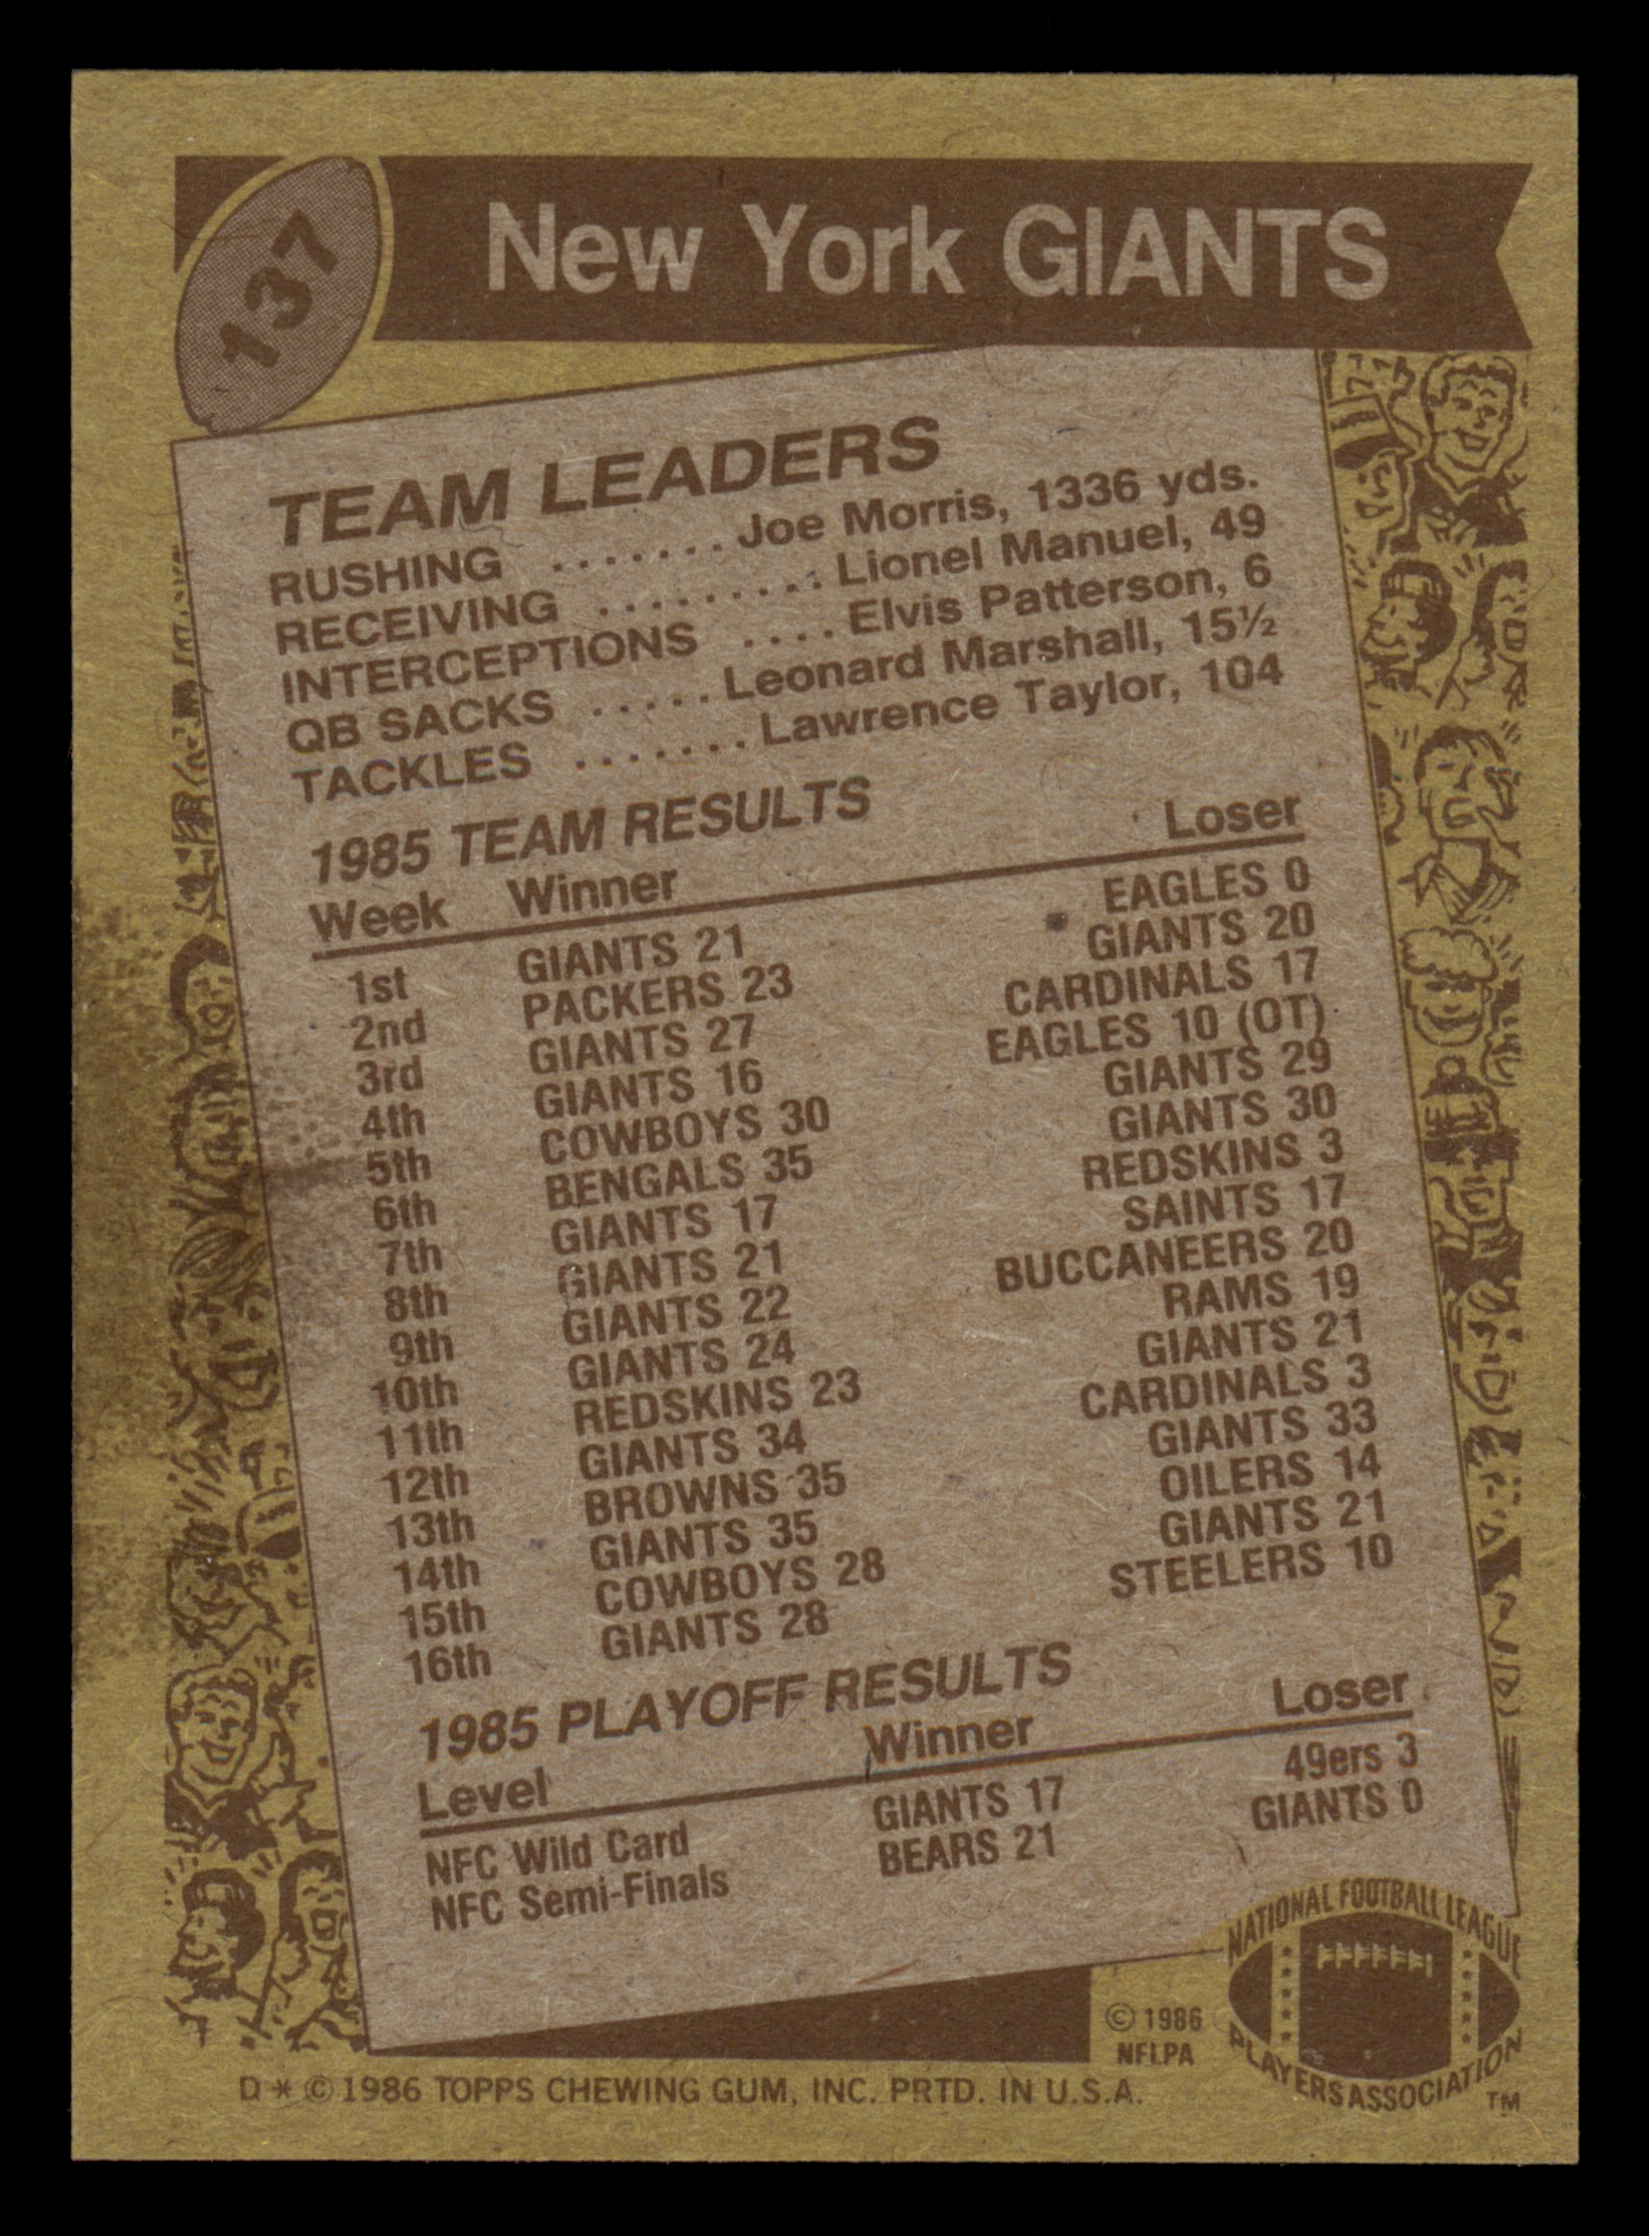 137
New York GIANTS
TEAM LEADERS
RUSHING ....... Joe Morris, 1336 yds.
RECEIVING ......... Lionel Manuel, 49
INTERCEPTIONS .... Elvis Patterson, 6
QB SACKS ..... Leonard Marshall, 15½
TACKLES ....... Lawrence Taylor, 104
1985 TEAM RESULTS
Week Winner Loser
1st GIANTS 21 EAGLES 0
2nd PACKERS 23 GIANTS 20
3rd GIANTS 27 CARDINALS 17
4th GIANTS 16 EAGLES 10 (OT)
5th COWBOYS 30 GIANTS 29
6th BENGALS 35 GIANTS 30
7th GIANTS 17 REDSKINS 3
8th GIANTS 21 SAINTS 17
9th GIANTS 22 BUCCANEERS 20
10th GIANTS 24 RAMS 19
11th REDSKINS 23 GIANTS 21
12th GIANTS 34 CARDINALS 3
13th BROWNS 35 GIANTS 33
14th GIANTS 35 OILERS 14
15th COWBOYS 28 GIANTS 21
16th GIANTS 28 STEELERS 10
1985 PLAYOFF RESULTS
Level Winner Loser
NFC Wild Card GIANTS 17 49ers 3
NFC Semi-Finals BEARS 21 GIANTS 0
NATIONAL FOOTBALL LEAGUE
PLAYERS ASSOCIATION
TM
© 1986
NFLPA
D * © 1986 TOPPS CHEWING GUM, INC. PRTD. IN U.S.A.